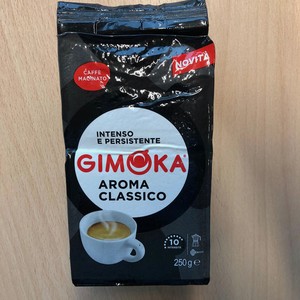 CAFFÈ
MACINATO
NOVITÀ
INTENSO
E PERSISTENTE
GIMOKA
AROMA
CLASSICO
10
250g e